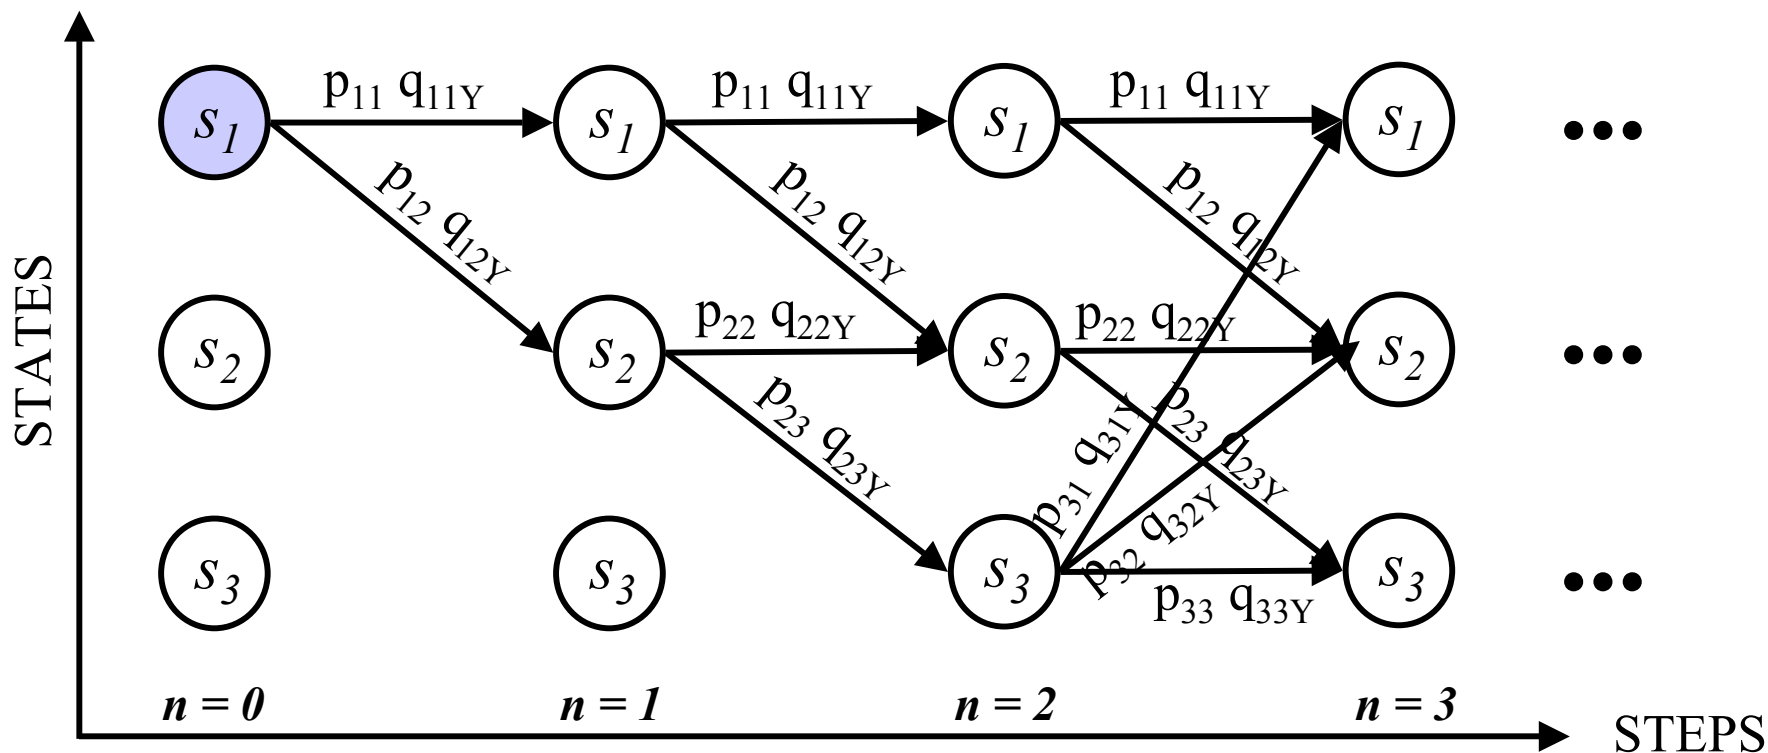 p11 q11Y
p11 q11Y
p11 q11Y
s1
s1
s1
s1
•••
p12 q12Y
p12 q12Y
p12 q12Y
STATES
p22 q22Y
p22 q22Y
s2
s2
s2
s2
•••
p23 q23Y
p31 q31Y
p23 q23Y
p32 q32Y
s3
s3
s3
s3
•••
p33 q33Y
n = 0
n = 1
n = 2
n = 3
STEPS